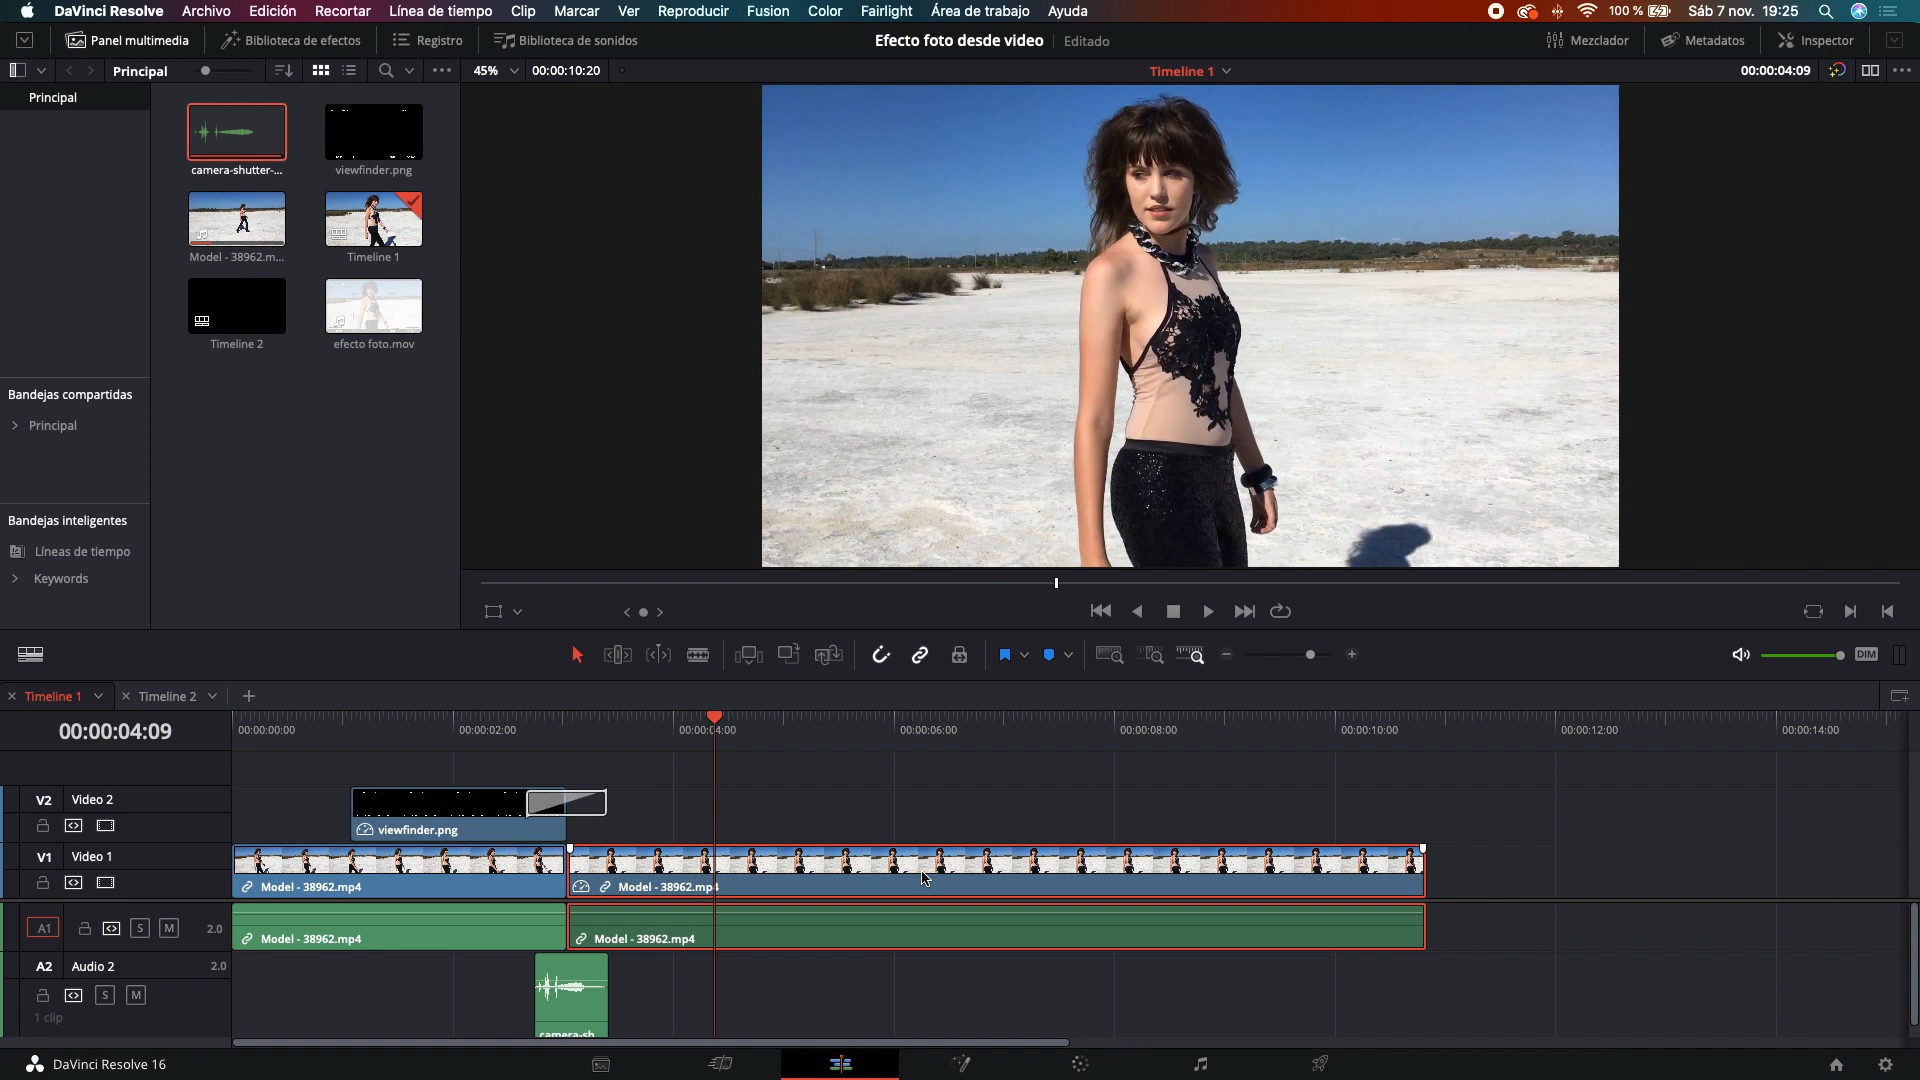 DaVinci Resolve Archivo Edición Recortar Línea de tiempo Clip Marcar Ver Reproducir Fusion Color Fairlight Área de trabajo Ayuda 100 % Sáb 7 nov. 19:25
Panel multimedia Biblioteca de efectos Registro Biblioteca de sonidos Efecto foto desde video Editado Mezclador Metadatos Inspector
Principal 45% 00:00:10:20 Timeline 1 00:00:04:09
Principal
camera-shutter-... viewfinder.png
Model - 38962.m... Timeline 1
Timeline 2 efecto foto.mov
Bandejas compartidas
Principal
Bandejas inteligentes
Líneas de tiempo
Keywords
DIM
Timeline 1 Timeline 2
00:00:04:09 00:00:00:00 00:00:02:00 00:00:04:00 00:00:06:00 00:00:08:00 00:00:10:00 00:00:12:00 00:00:14:00
V2 Video 2
viewfinder.png
V1 Video 1
Model - 38962.mp4 Model - 38962.mp4
A1 S M 2.0
Model - 38962.mp4 Model - 38962.mp4
A2 Audio 2 2.0
S M
1 clip
camera-sh
DaVinci Resolve 16